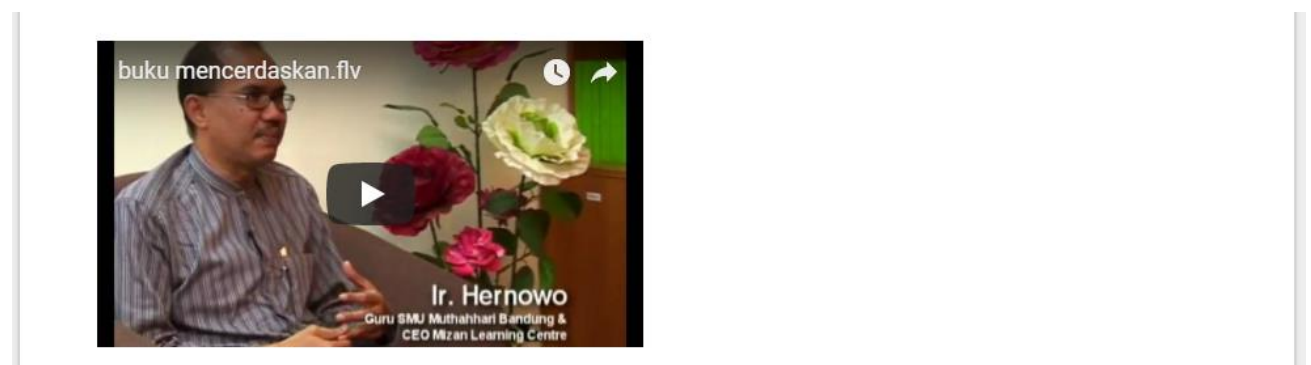 buku mencerdaskan.flv
Ir. Hernowo
Guru SMU Muthahhari Bandung &
CEO Mizan Learning Centre